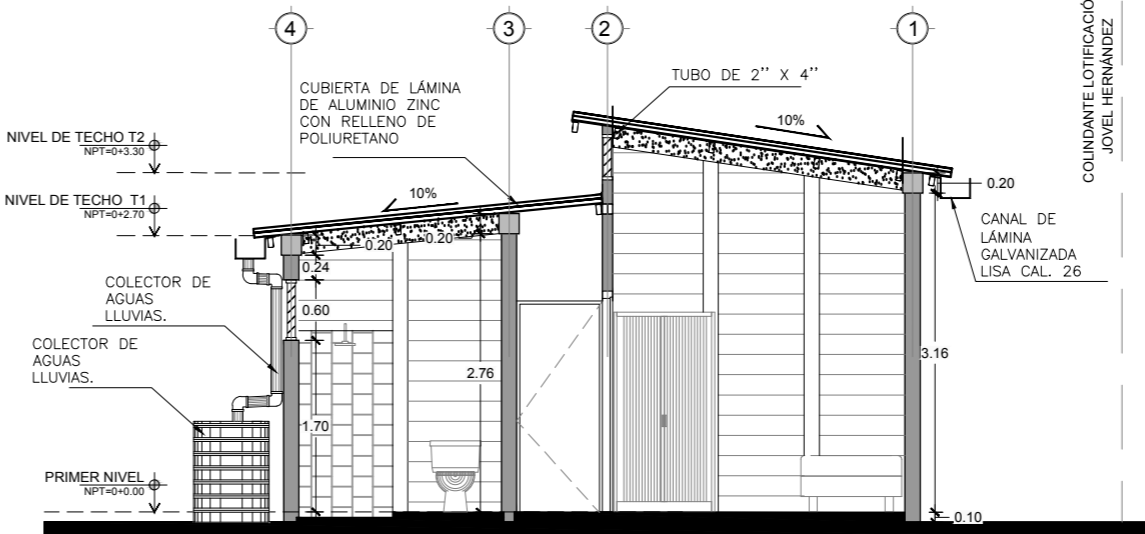 4
3
2
1
COLINDANTE LOTIFICACIÓ
JOVEL HERNÁNDEZ
CUBIERTA DE LÁMINA
DE ALUMINIO ZINC
CON RELLENO DE
POLIURETANO
TUBO DE 2'' X 4''
10%
NIVEL DE TECHO T2
NPT=0+3.30
NIVEL DE TECHO T1
NPT=0+2.70
10%
0.20
CANAL DE
LÁMINA
GALVANIZADA
LISA CAL. 26
0.20
0.20
0.24
0.60
COLECTOR DE
AGUAS
LLUVIAS.
COLECTOR DE
AGUAS
LLUVIAS.
2.76
3.16
1.70
PRIMER NIVEL
NPT=0+0.00
0.10